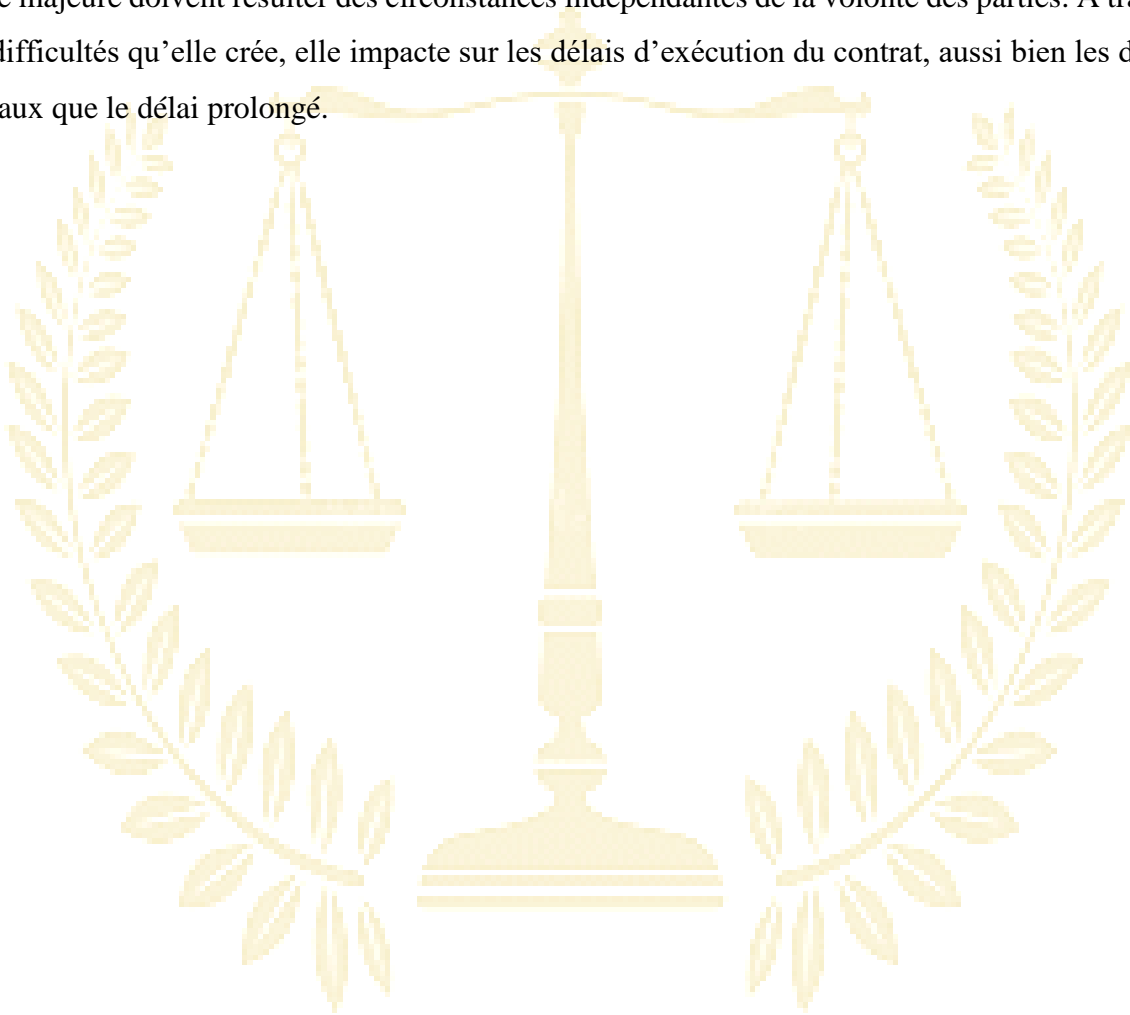 e majeure doivent résulter des circonstances indépendantes de la volonté des parties. A tra
difficultés qu’elle crée, elle impacte sur les délais d’exécution du contrat, aussi bien les d
aux que le délai prolongé.